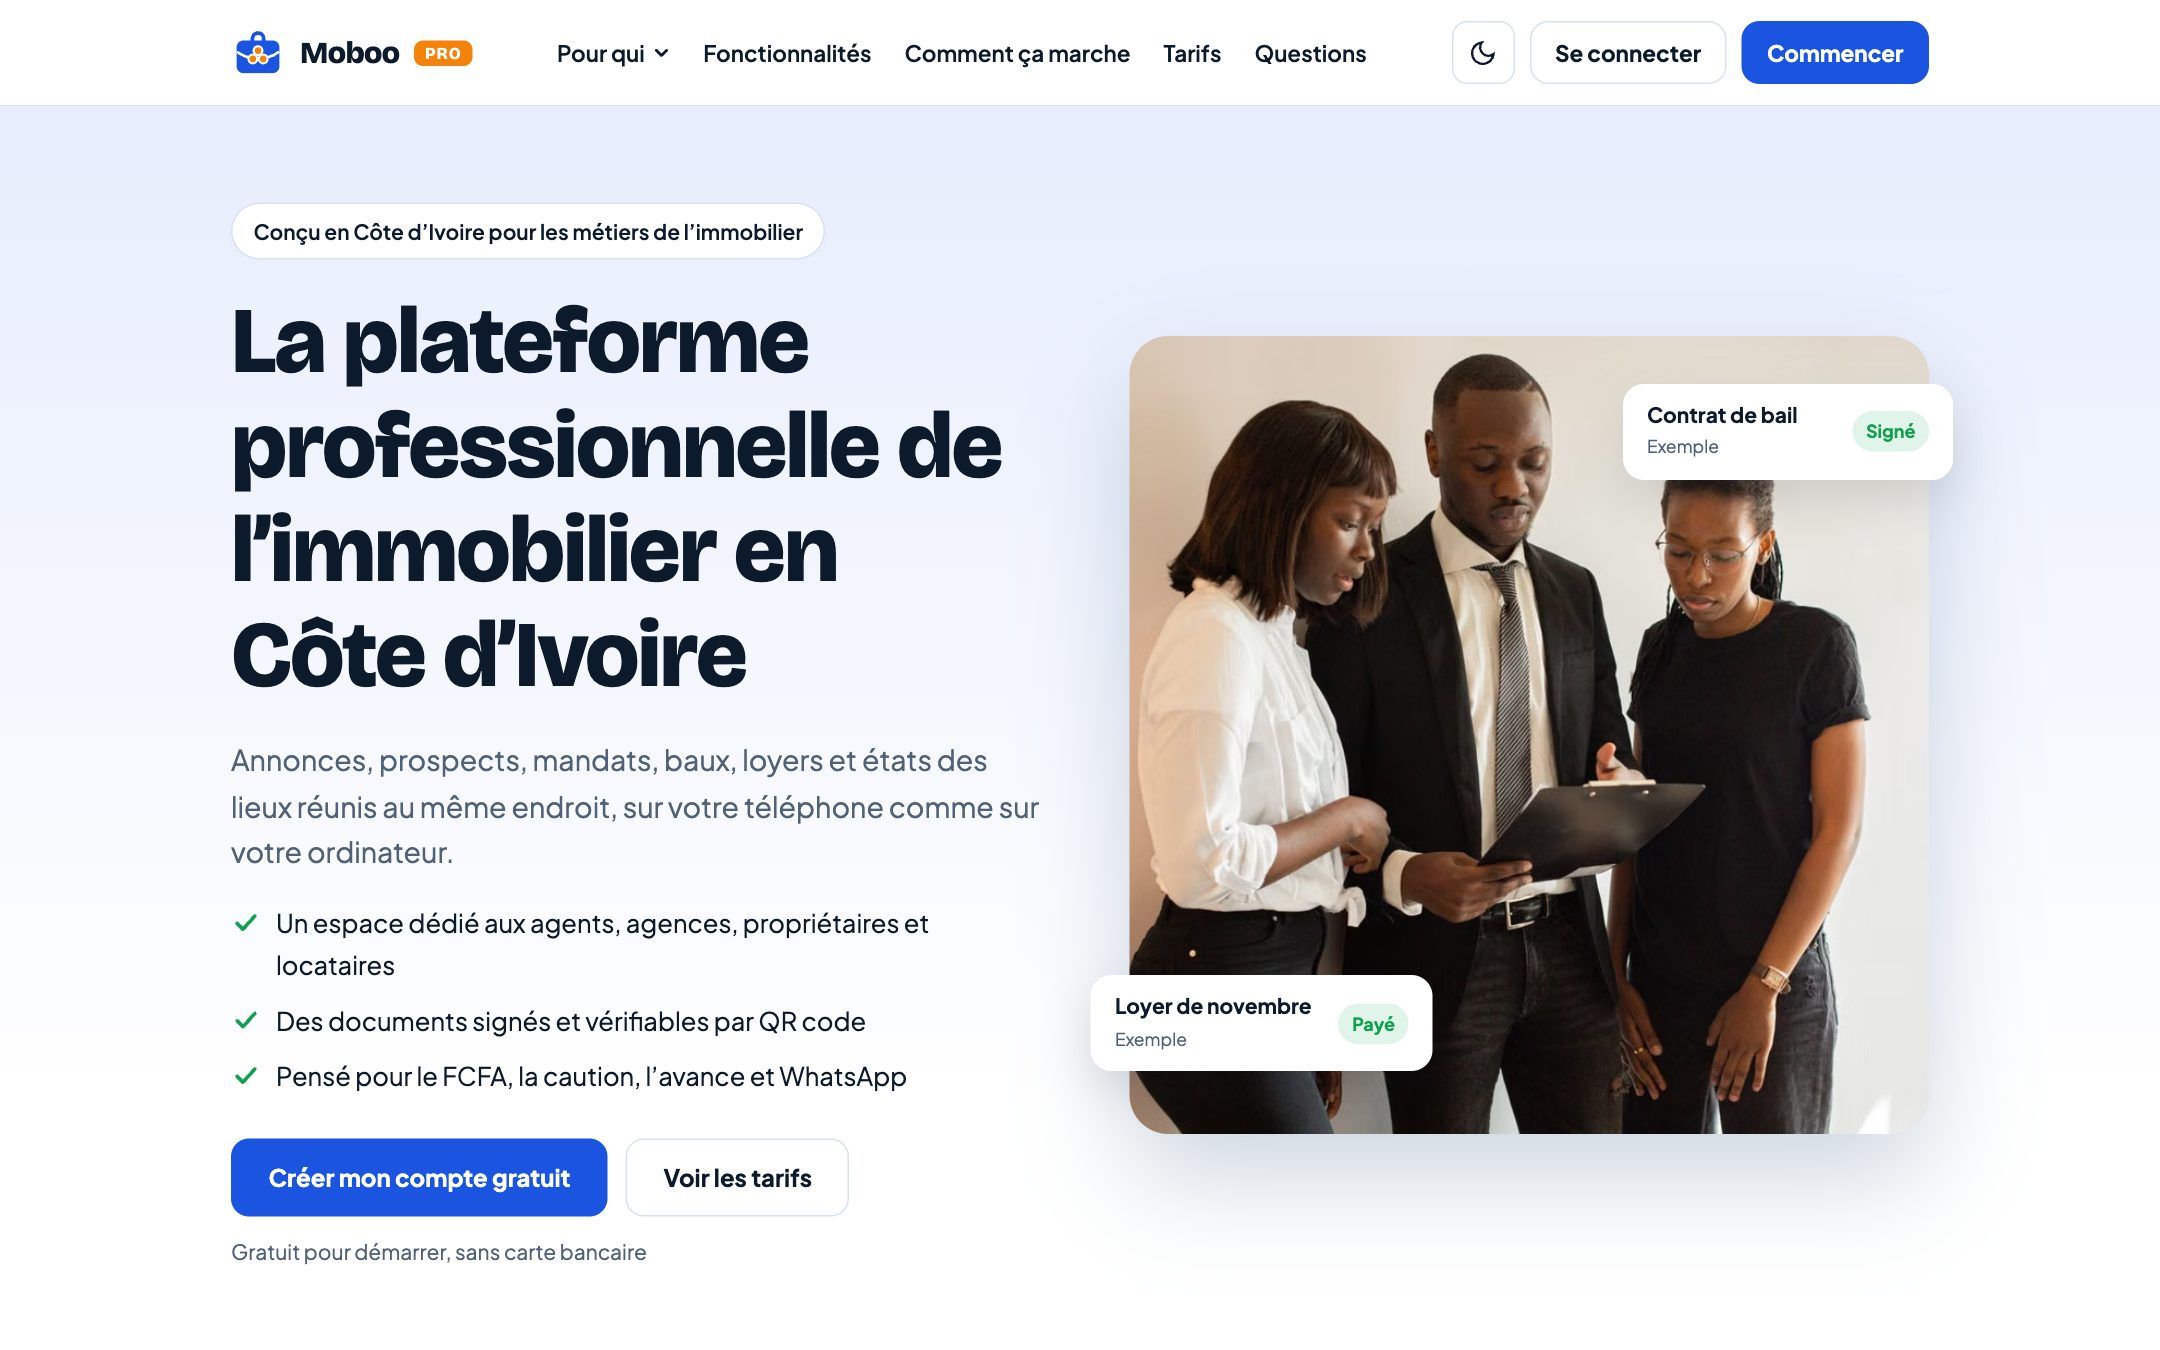 Moboo PRO
Pour qui
Fonctionnalités
Comment ça marche
Tarifs
Questions
Se connecter
Commencer
Conçu en Côte d’Ivoire pour les métiers de l’immobilier
La plateforme
professionnelle de
l’immobilier en
Côte d’Ivoire
Annonces, prospects, mandats, baux, loyers et états des
lieux réunis au même endroit, sur votre téléphone comme sur
votre ordinateur.
Un espace dédié aux agents, agences, propriétaires et
locataires
Des documents signés et vérifiables par QR code
Pensé pour le FCFA, la caution, l’avance et WhatsApp
Créer mon compte gratuit
Voir les tarifs
Gratuit pour démarrer, sans carte bancaire
Contrat de bail
Exemple
Signé
Loyer de novembre
Exemple
Payé